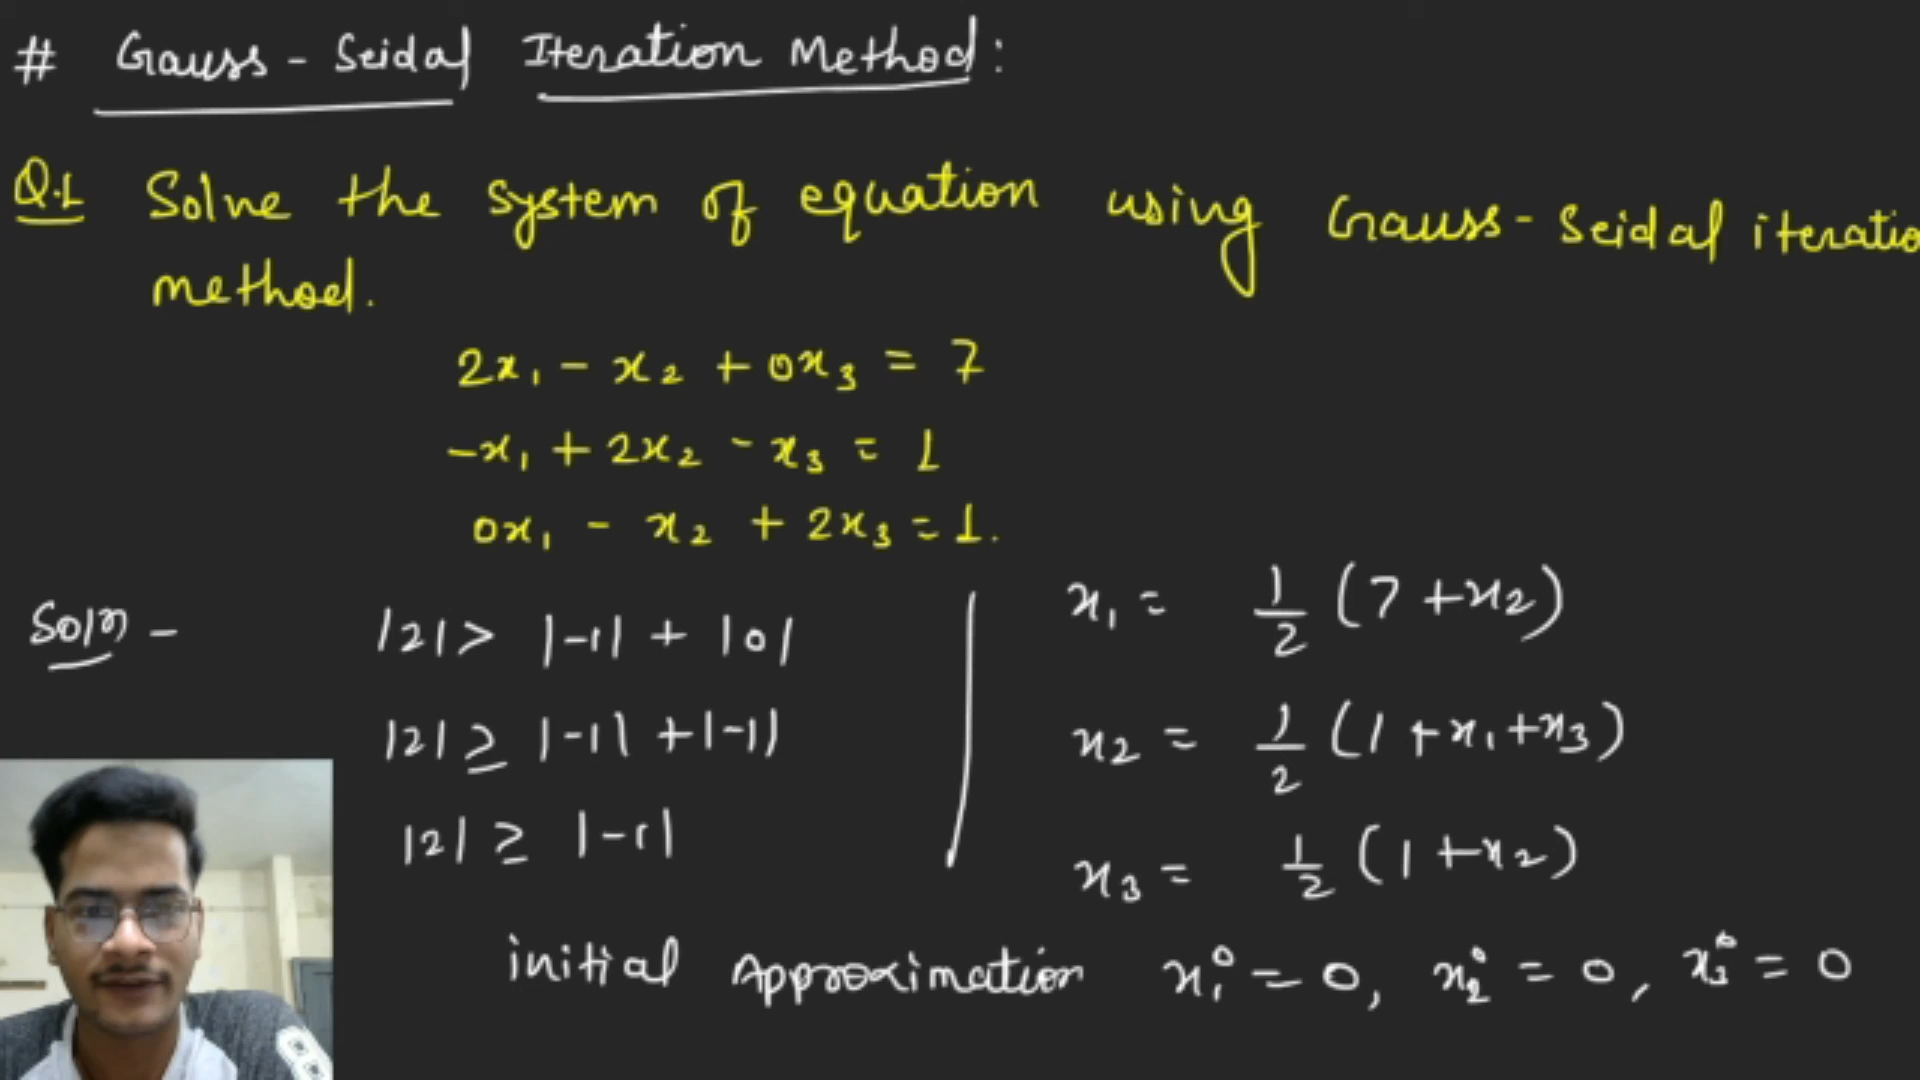 # Gauss - Seidal Iteration Method:
Q.1 Solve the system of equation using Gauss - Seidal iteratio
method.
2x₁ - x₂ + 0x₃ = 7
-x₁ + 2x₂ - x₃ = 1
0x₁ - x₂ + 2x₃ = 1.
Soln - |2| > |-1| + |0|
|2| ≥ |-1| + |-1|
|2| ≥ |-1|
x₁ = 1/2 (7 + x₂)
x₂ = 1/2 (1 + x₁ + x₃)
x₃ = 1/2 (1 + x₂)
initial Approximation x₁⁰ = 0, x₂⁰ = 0, x₃⁰ = 0